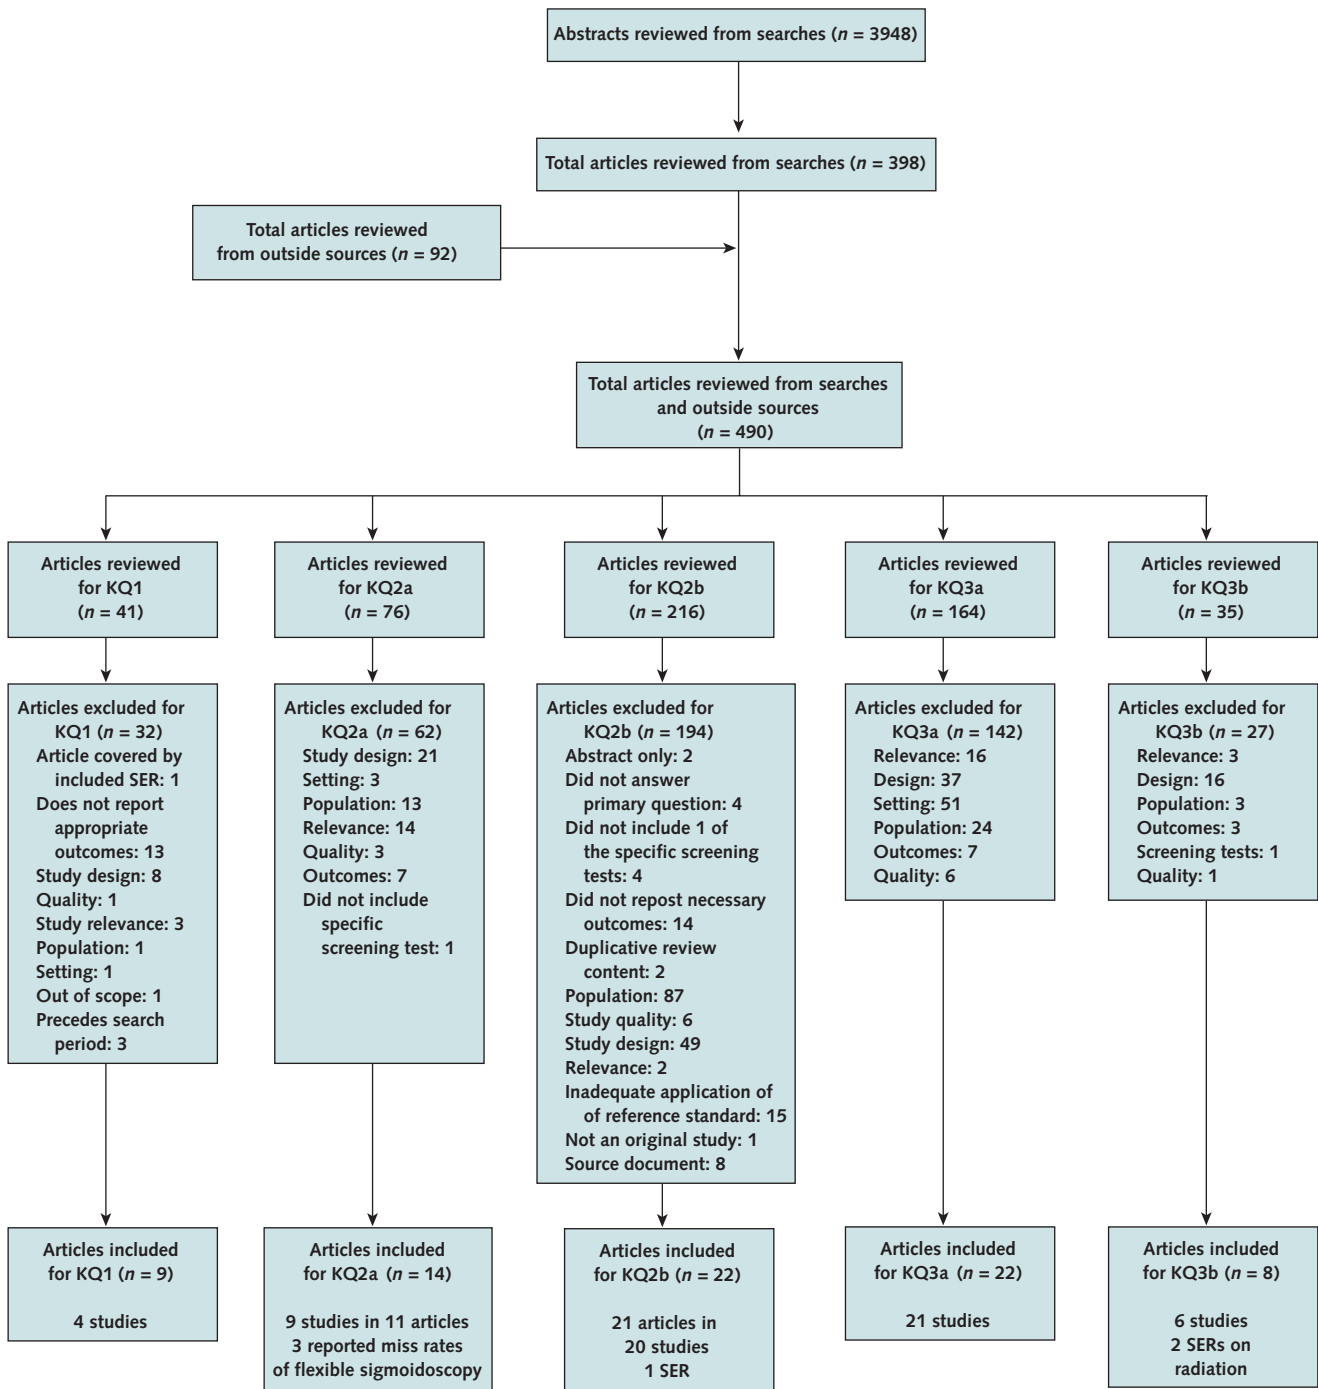 Abstracts reviewed from searches (n = 3948)
Total articles reviewed from searches (n = 398)
Total articles reviewed
from outside sources (n = 92)
Total articles reviewed from searches
and outside sources
(n = 490)
Articles reviewed
for KQ1
(n = 41)
Articles reviewed
for KQ2a
(n = 76)
Articles reviewed
for KQ2b
(n = 216)
Articles reviewed
for KQ3a
(n = 164)
Articles reviewed
for KQ3b
(n = 35)
Articles excluded for
KQ1 (n = 32)
Article covered by
included SER: 1
Does not report
appropriate
outcomes: 13
Study design: 8
Quality: 1
Study relevance: 3
Population: 1
Setting: 1
Out of scope: 1
Precedes search
period: 3
Articles excluded for
KQ2a (n = 62)
Study design: 21
Setting: 3
Population: 13
Relevance: 14
Quality: 3
Outcomes: 7
Did not include
specific
screening test: 1
Articles excluded for
KQ2b (n = 194)
Abstract only: 2
Did not answer
primary question: 4
Did not include 1 of
the specific screening
tests: 4
Did not repost necessary
outcomes: 14
Duplicative review
content: 2
Population: 87
Study quality: 6
Study design: 49
Relevance: 2
Inadequate application of
of reference standard: 15
Not an original study: 1
Source document: 8
Articles excluded for
KQ3a (n = 142)
Relevance: 16
Design: 37
Setting: 51
Population: 24
Outcomes: 7
Quality: 6
Articles excluded for
KQ3b (n = 27)
Relevance: 3
Design: 16
Population: 3
Outcomes: 3
Screening tests: 1
Quality: 1
Articles included
for KQ1 (n = 9)
4 studies
Articles included
for KQ2a (n = 14)
9 studies in 11 articles
3 reported miss rates
of flexible sigmoidoscopy
Articles included
for KQ2b (n = 22)
21 articles in
20 studies
1 SER
Articles included
for KQ3a (n = 22)
21 studies
Articles included
for KQ3b (n = 8)
6 studies
2 SERs on
radiation